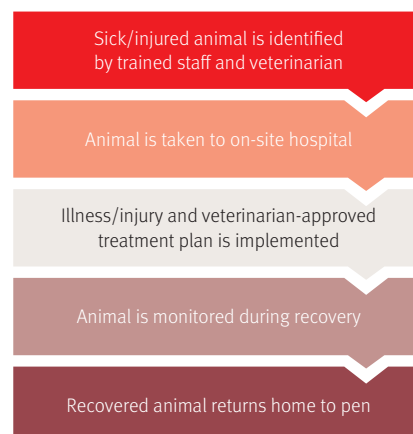 Sick/injured animal is identified
by trained staff and veterinarian
Animal is taken to on-site hospital
Illness/injury and veterinarian-approved
treatment plan is implemented
Animal is monitored during recovery
Recovered animal returns home to pen